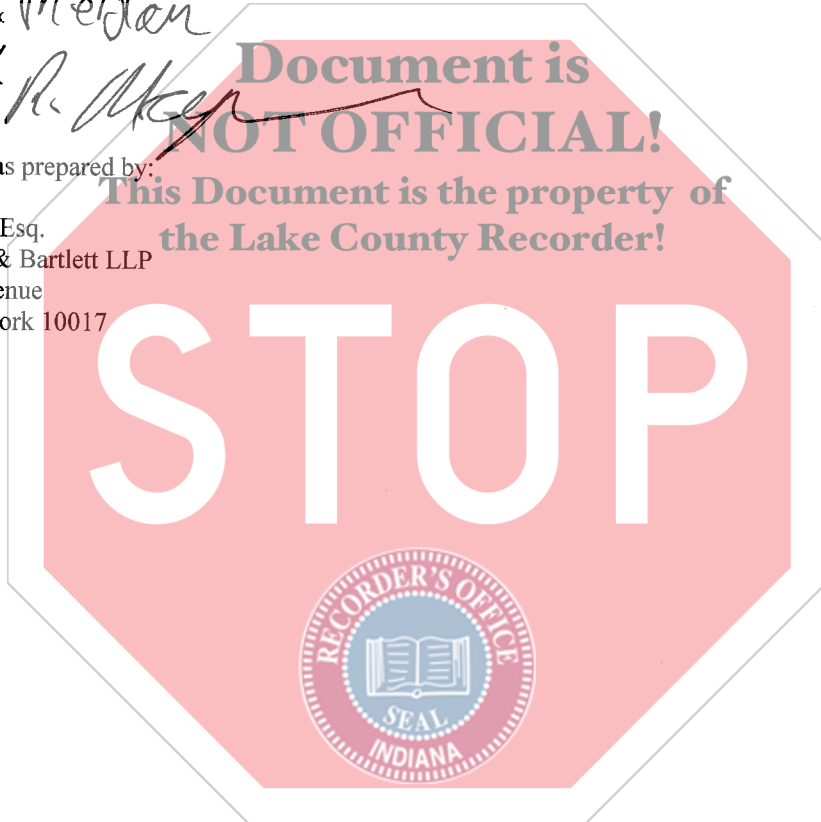 Document is
NOT OFFICIAL!
as prepared by:
This Document is the property of
Esq.
the Lake County Recorder!
& Bartlett LLP
enue
ork 10017
STOP
RECORDER'S OFFICE
SEAL
INDIANA